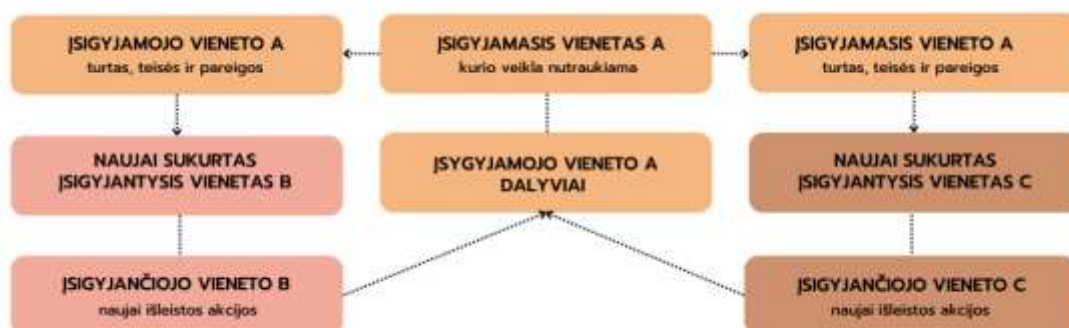 ĮSIGYJAMOJO VIENETO A
turtas, teisės ir pareigos
ĮSIGYJAMASIS VIENETAS A
kurio veikla nutraukiama
ĮSIGYJAMASIS VIENETO A
turtas, teisės ir pareigos
NAUJAI SUKURTAS
ĮSIGYJANTYSIS VIENETAS B
ĮSYGYJAMOJO VIENETO A
DALYVIAI
NAUJAI SUKURTAS
ĮSIGYJANTYSIS VIENETAS C
ĮSIGYJANČIOJO VIENETO B
naujai išleistos akcijos
ĮSIGYJANČIOJO VIENETO C
naujai išleistos akcijos